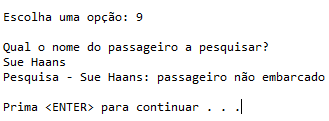 Escolha uma opção: 9
Qual o nome do passageiro a pesquisar?
Sue Haans
Pesquisa - Sue Haans: passageiro não embarcado
Prima <ENTER> para continuar . . .